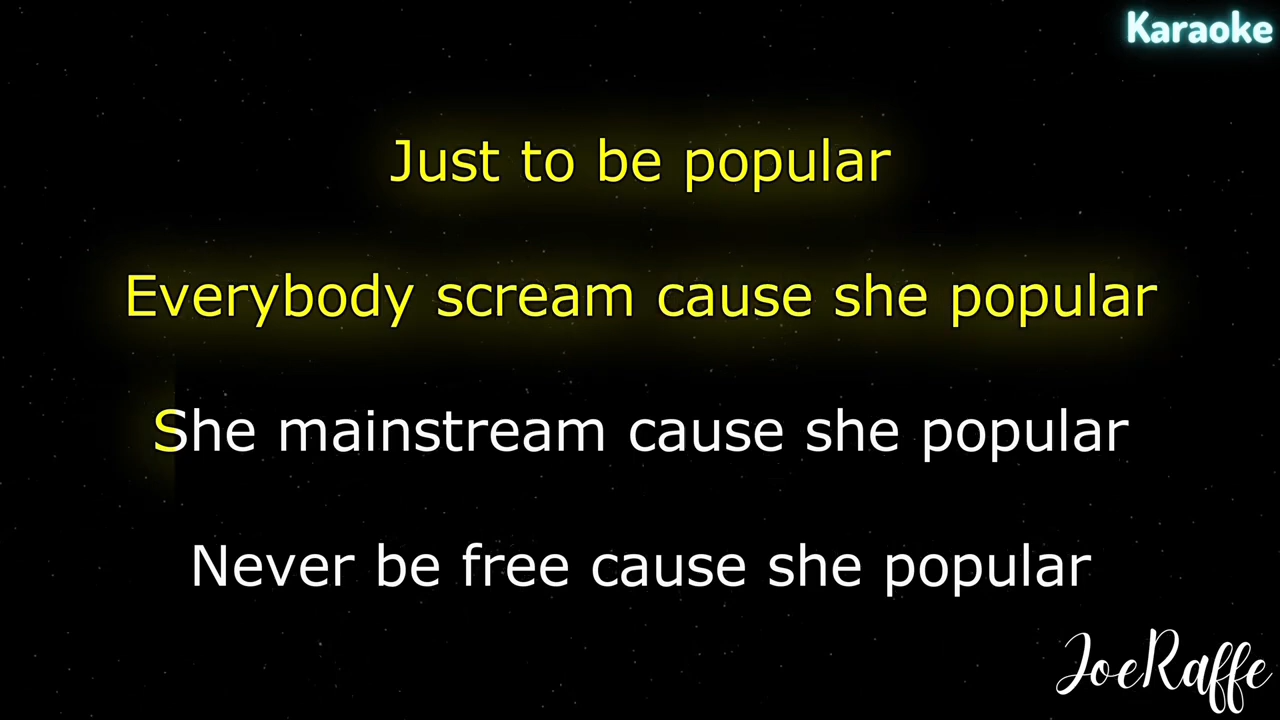 Karaoke
Just to be popular
Everybody scream cause she popular
She mainstream cause she popular
Never be free cause she popular
JoeRaffe